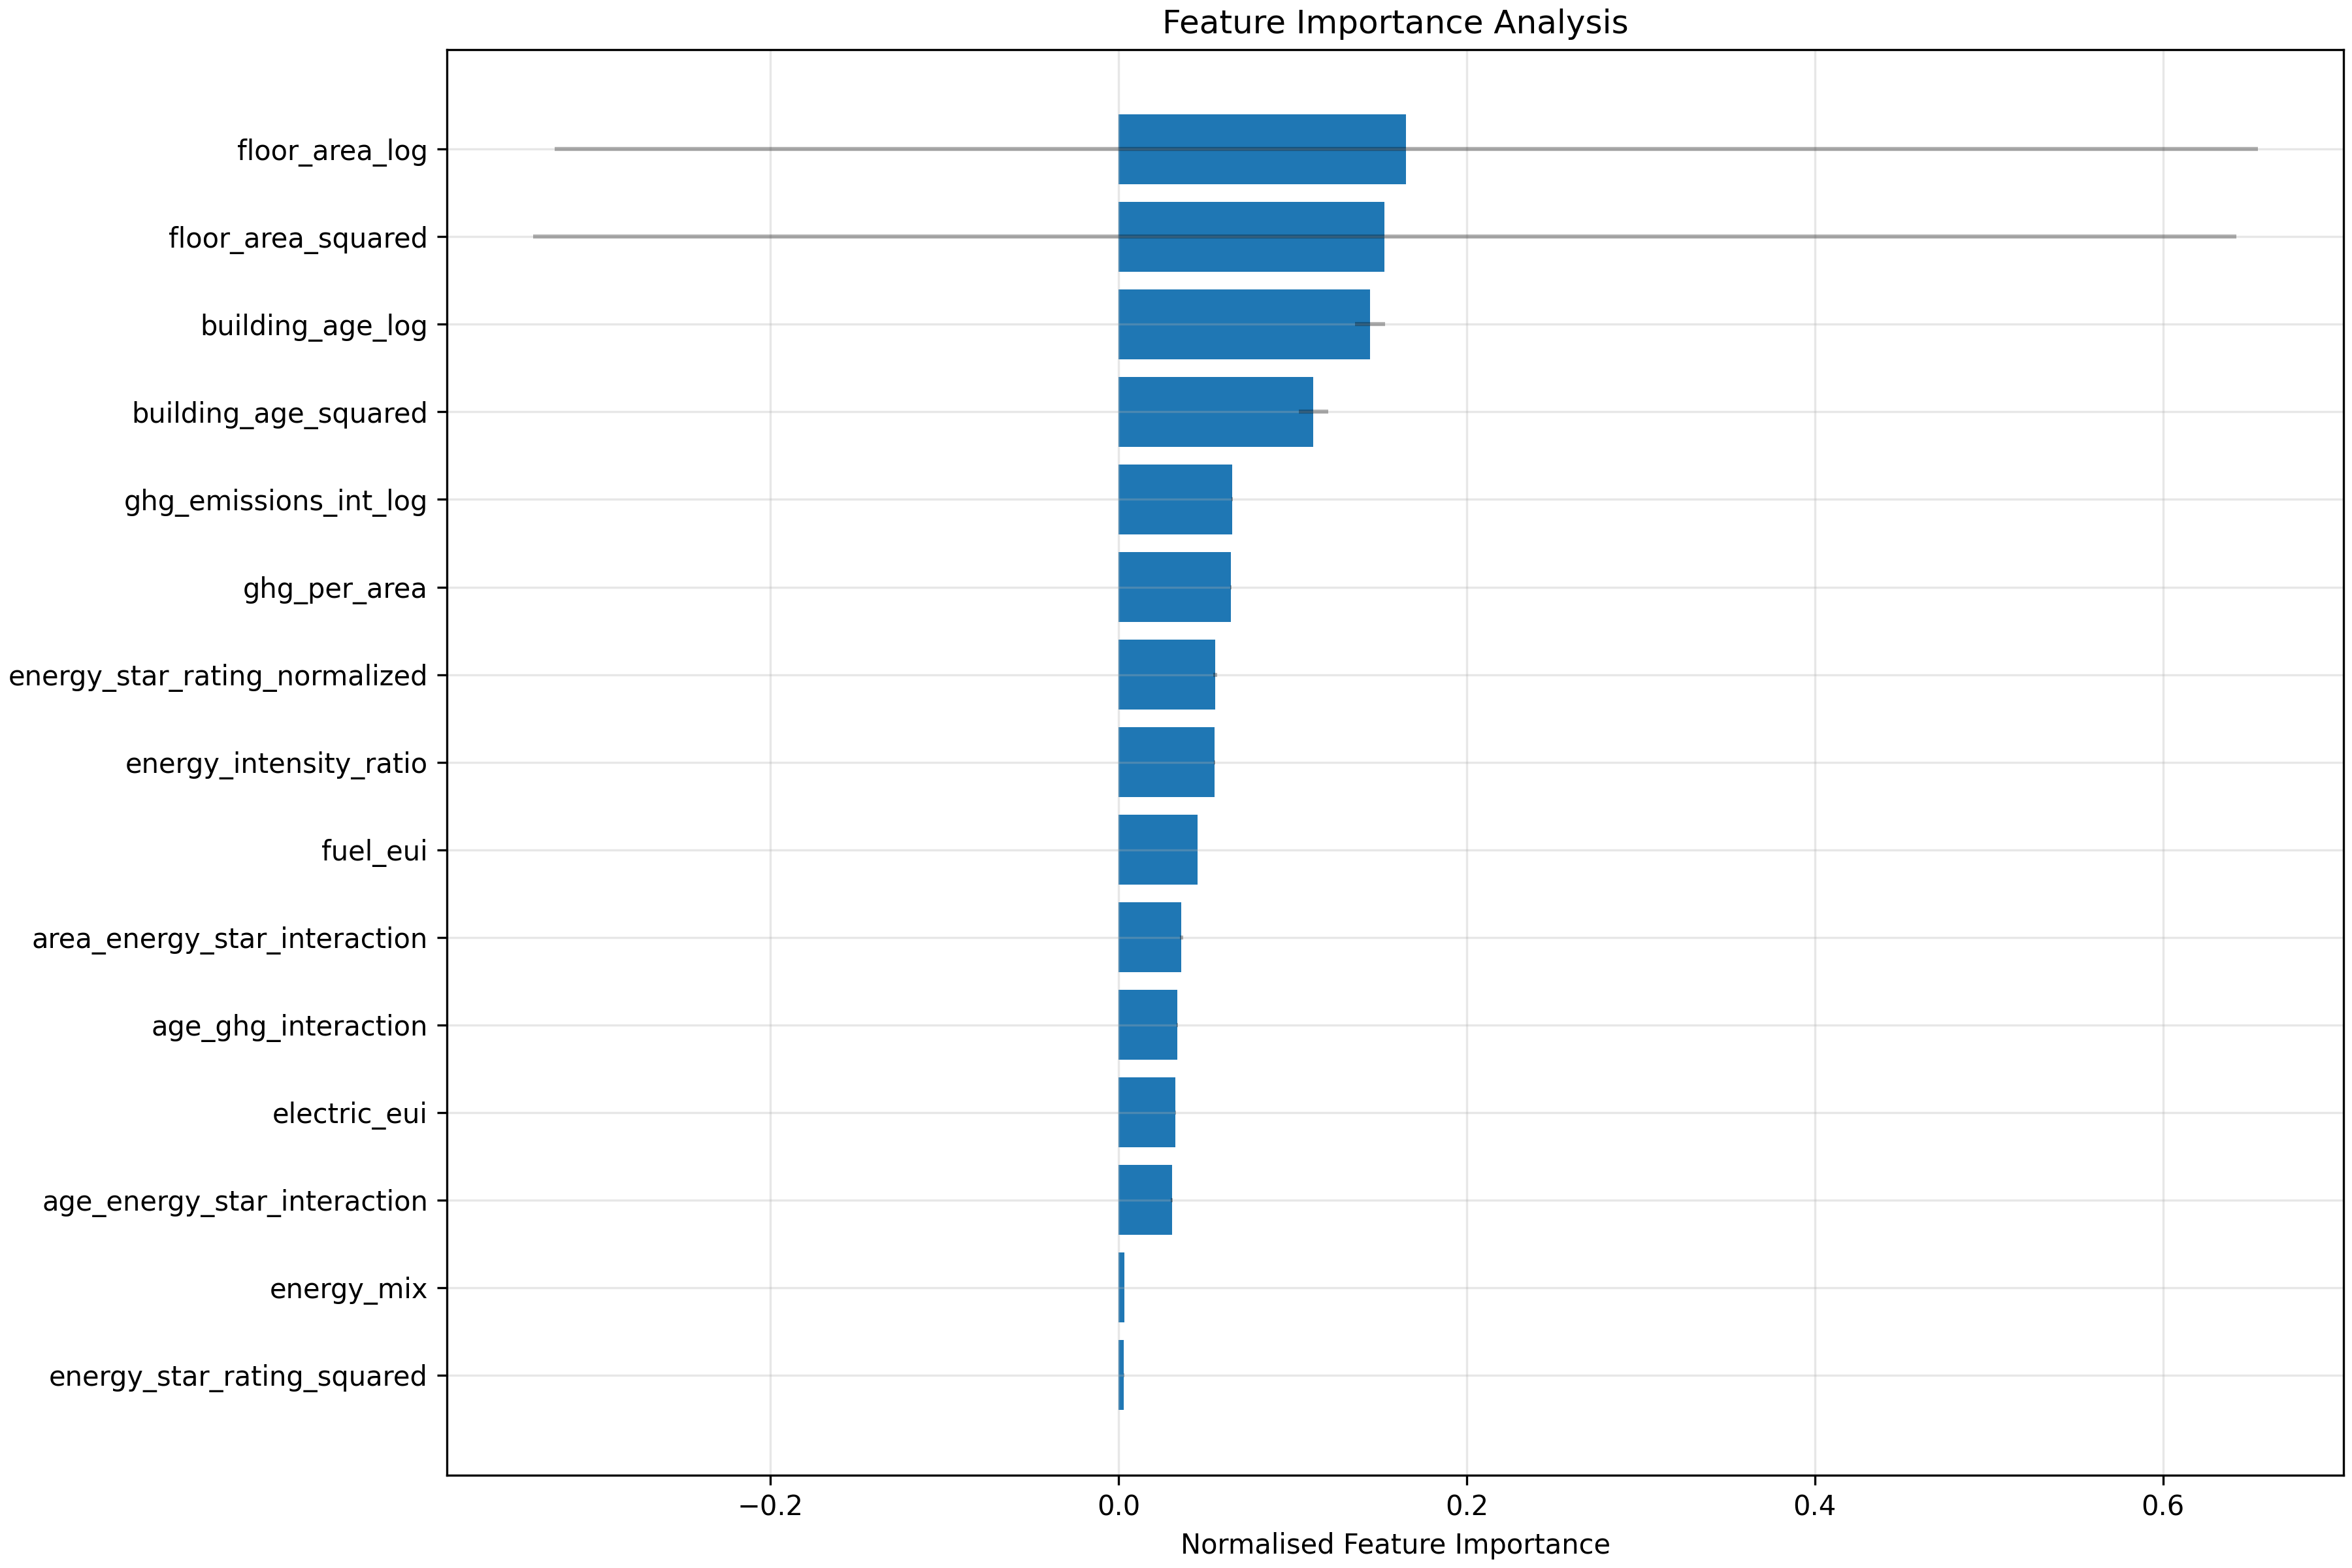 Feature Importance Analysis
floor_area_log
floor_area_squared
building_age_log
building_age_squared
ghg_emissions_int_log
ghg_per_area
energy_star_rating_normalized
energy_intensity_ratio
fuel_eui
area_energy_star_interaction
age_ghg_interaction
electric_eui
age_energy_star_interaction
energy_mix
energy_star_rating_squared
−0.2 0.0 0.2 0.4 0.6
Normalised Feature Importance